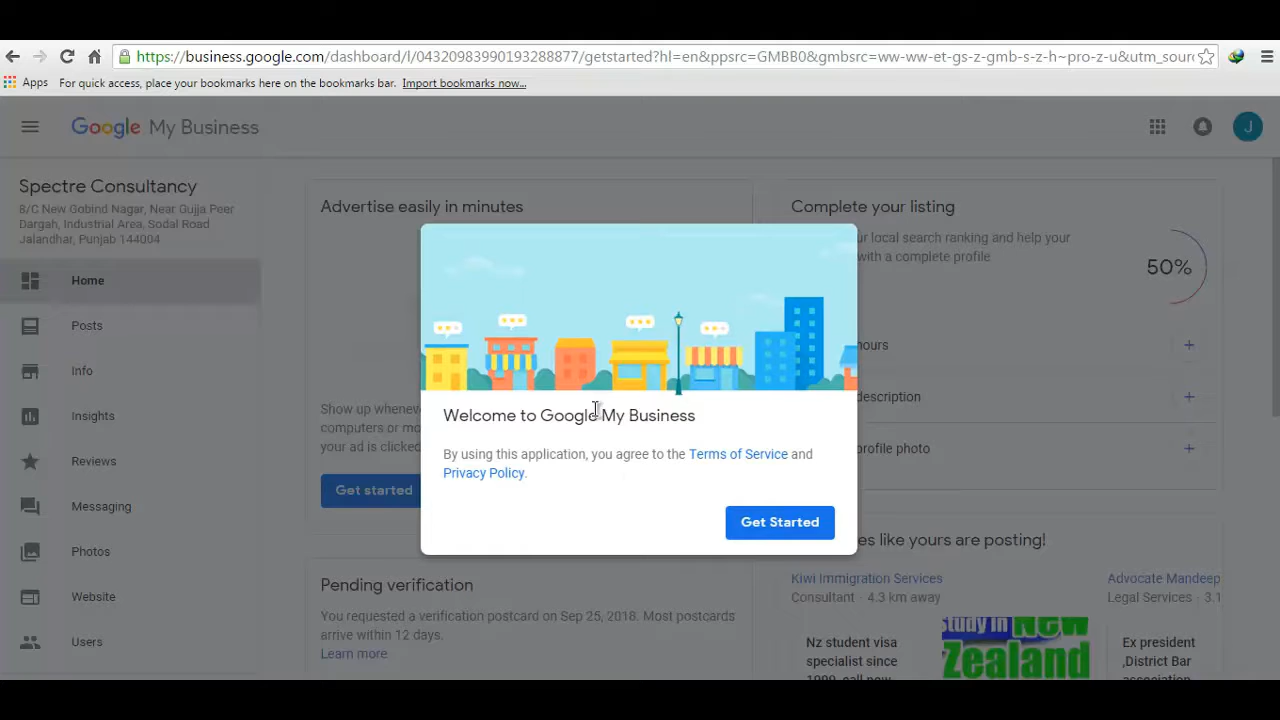 https://business.google.com/dashboard/l/04320983990193288877/getstarted?hl=en&ppsrc=GMBB0&gmbsrc=ww-ww-et-gs-z-gmb-s-z-h~pro-z-u&utm_sour
Apps For quick access, place your bookmarks here on the bookmarks bar. Import bookmarks now...
Google My Business
J
Spectre Consultancy
8/C New Gobind Nagar, Near Gujja Peer
Dargah, Industrial Area, Sodal Road
Jalandhar, Punjab 144004
Home
Posts
Info
Insights
Reviews
Messaging
Photos
Website
Users
Advertise easily in minutes
Show up wheneve
computers or mo
your ad is clicked
Get started
Pending verification
You requested a verification postcard on Sep 25, 2018. Most postcards
arrive within 12 days.
Learn more
Welcome to Google My Business
By using this application, you agree to the Terms of Service and
Privacy Policy.
Get Started
Complete your listing
ur local search ranking and help your
with a complete profile
50%
hours
description
profile photo
es like yours are posting!
Kiwi Immigration Services
Consultant · 4.3 km away
Nz student visa
specialist since
1999, call now
study in New
Zealand
Advocate Mandeep
Legal Services · 3.1
Ex president
,District Bar
association